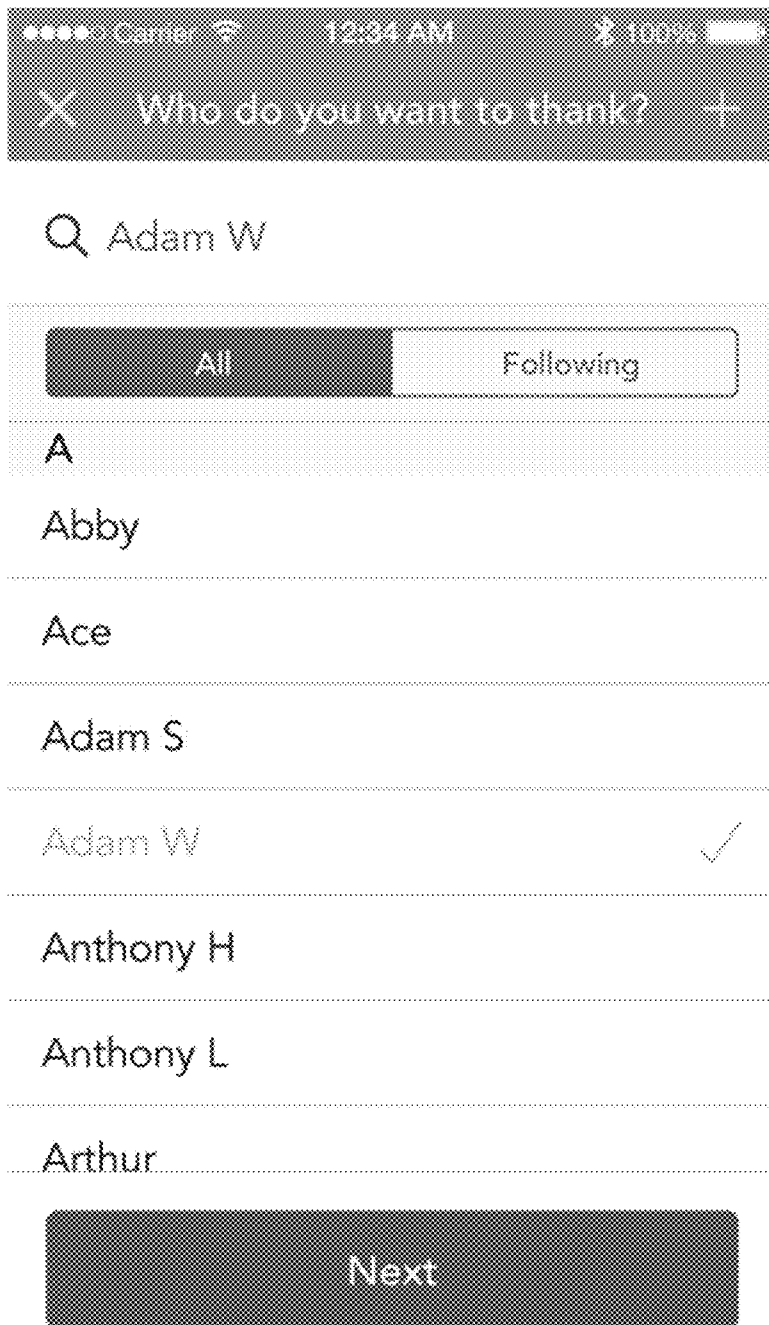 Carrier 12:34 AM 100%
Who do you want to thank?
Adam W
All Following
A
Abby
Ace
Adam S
Adam W
Anthony H
Anthony L
Arthur
Next